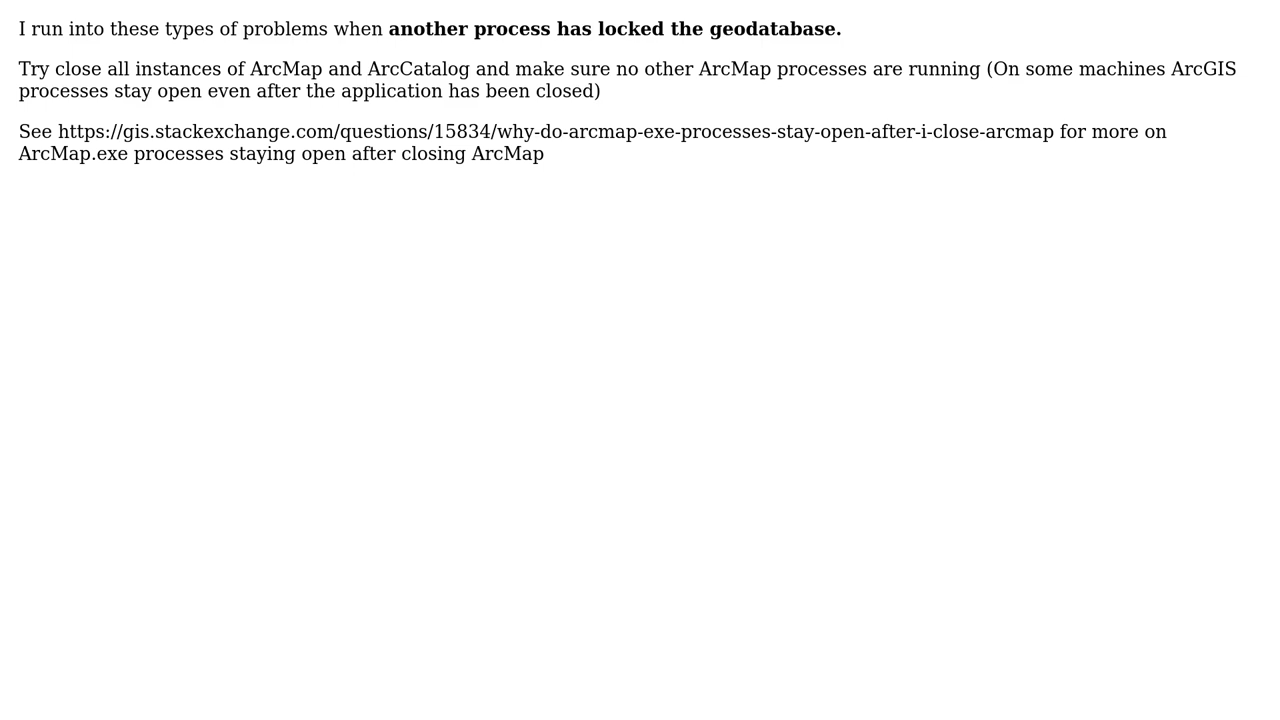 I run into these types of problems when another process has locked the geodatabase.
Try close all instances of ArcMap and ArcCatalog and make sure no other ArcMap processes are running (On some machines ArcGIS
processes stay open even after the application has been closed)
See https://gis.stackexchange.com/questions/15834/why-do-arcmap-exe-processes-stay-open-after-i-close-arcmap for more on
ArcMap.exe processes staying open after closing ArcMap